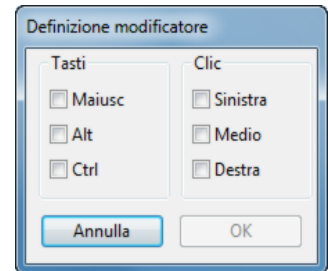 Definizione modificatore
Tasti Clic
Maiusc Sinistra
Alt Medio
Ctrl Destra
Annulla OK